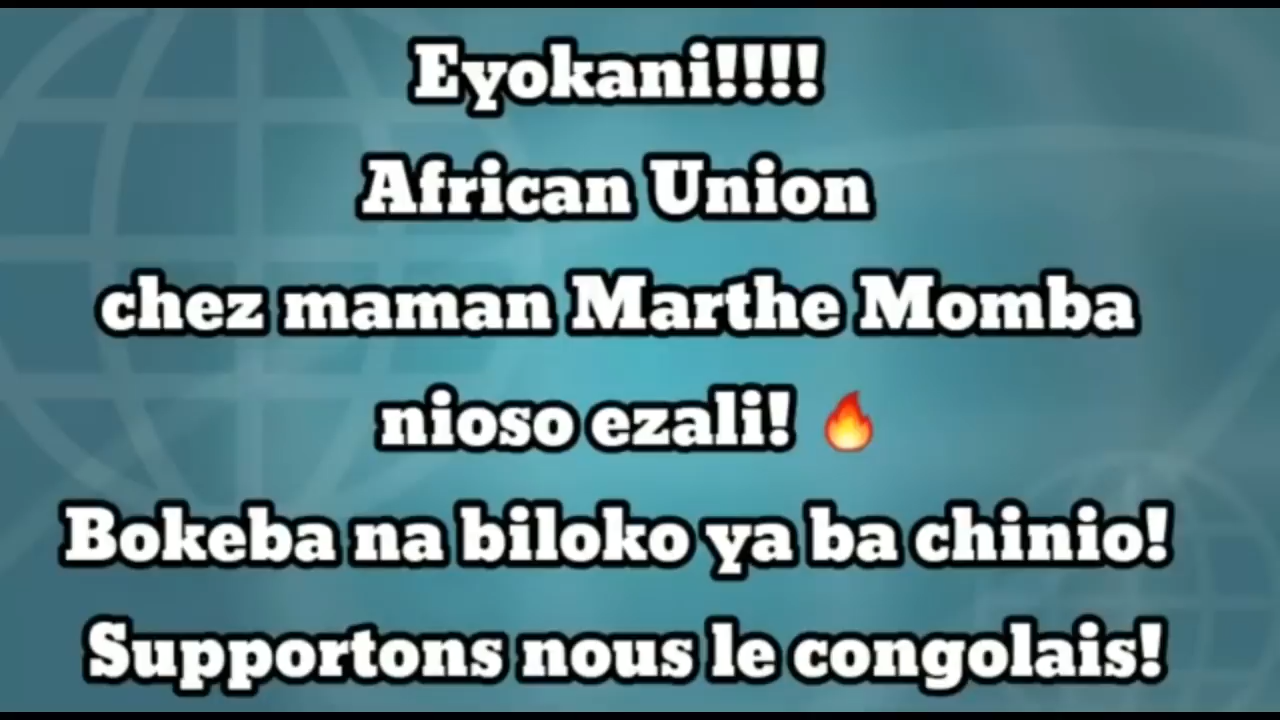 Eyokani!!!!
African Union
chez maman Marthe Momba
nioso ezali! 🔥
Bokeba na biloko ya ba chinio!
Supportons nous le congolais!